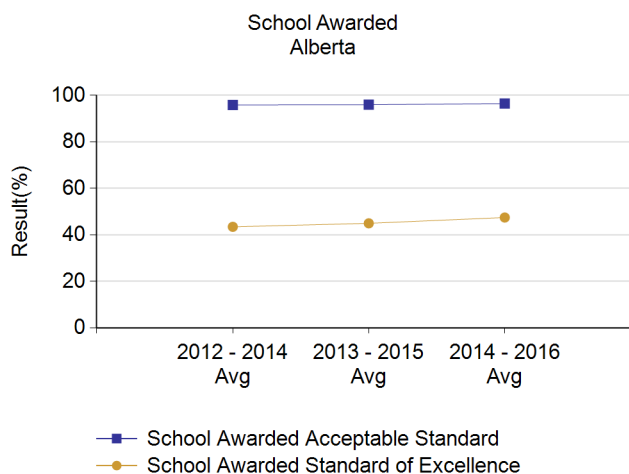 School Awarded
Alberta
100
80
60
40
20
0
Result(%)
2012 - 2014
Avg
2013 - 2015
Avg
2014 - 2016
Avg
School Awarded Acceptable Standard
School Awarded Standard of Excellence